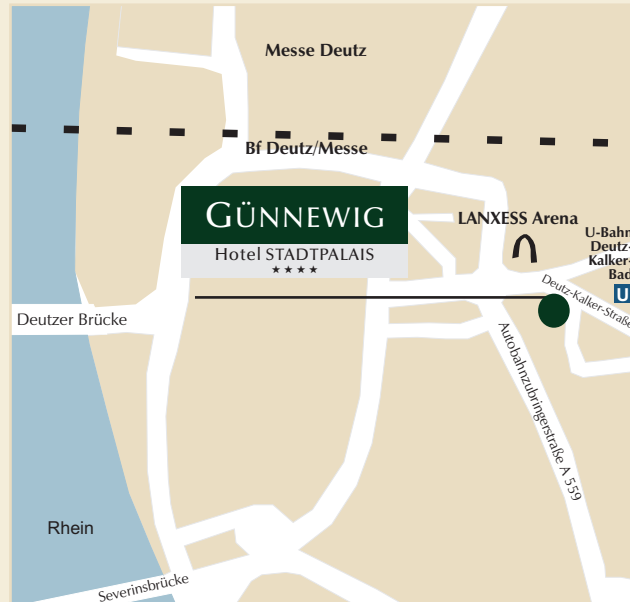 Messe Deutz
Bf Deutz/Messe
GÜNNEWIG
Hotel STADTPALAIS
★★★★
LANXESS Arena
U-Bahn
Deutz-
Kalker-
Bad
U
Deutz-Kalker-Straße
Deutzer Brücke
Autobahnzubringerstraße A 559
Rhein
Severinsbrücke